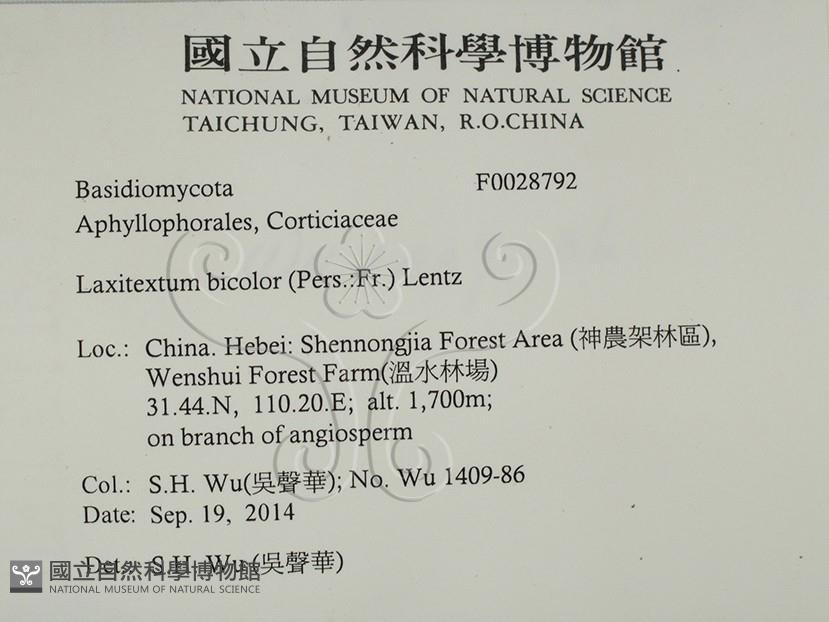 國立自然科學博物館
NATIONAL MUSEUM OF NATURAL SCIENCE
TAICHUNG, TAIWAN, R.O.CHINA
Basidiomycota F0028792
Aphyllophorales, Corticiaceae
Laxitextum bicolor (Pers.:Fr.) Lentz
Loc.: China. Hebei: Shennongjia Forest Area (神農架林區),
Wenshui Forest Farm(溫水林場)
31.44.N, 110.20.E; alt. 1,700m;
on branch of angiosperm
Col.: S.H. Wu(吳聲華); No. Wu 1409-86
Date: Sep. 19, 2014
Det.: S.H. Wu (吳聲華)
國立自然科學博物館
NATIONAL MUSEUM OF NATURAL SCIENCE